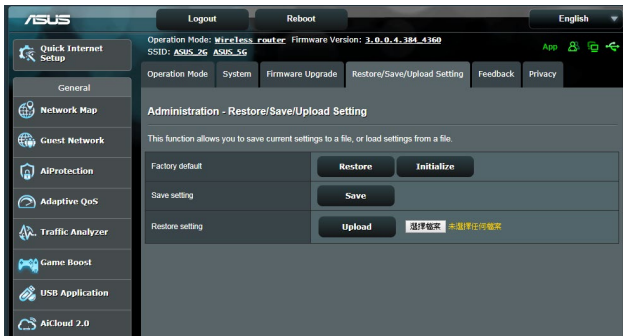 ASUS
Logout
Reboot
English
Quick Internet
Setup
Operation Mode: Wireless router Firmware Version: 3.0.0.4.384_4360
SSID: ASUS_2G ASUS_5G
App
Operation Mode
System
Firmware Upgrade
Restore/Save/Upload Setting
Feedback
Privacy
General
Network Map
Guest Network
AiProtection
Adaptive QoS
Traffic Analyzer
Game Boost
USB Application
AiCloud 2.0
Administration - Restore/Save/Upload Setting
This function allows you to save current settings to a file, or load settings from a file.
Factory default
Restore
Initialize
Save setting
Save
Restore setting
Upload
選擇檔案 未選擇任何檔案